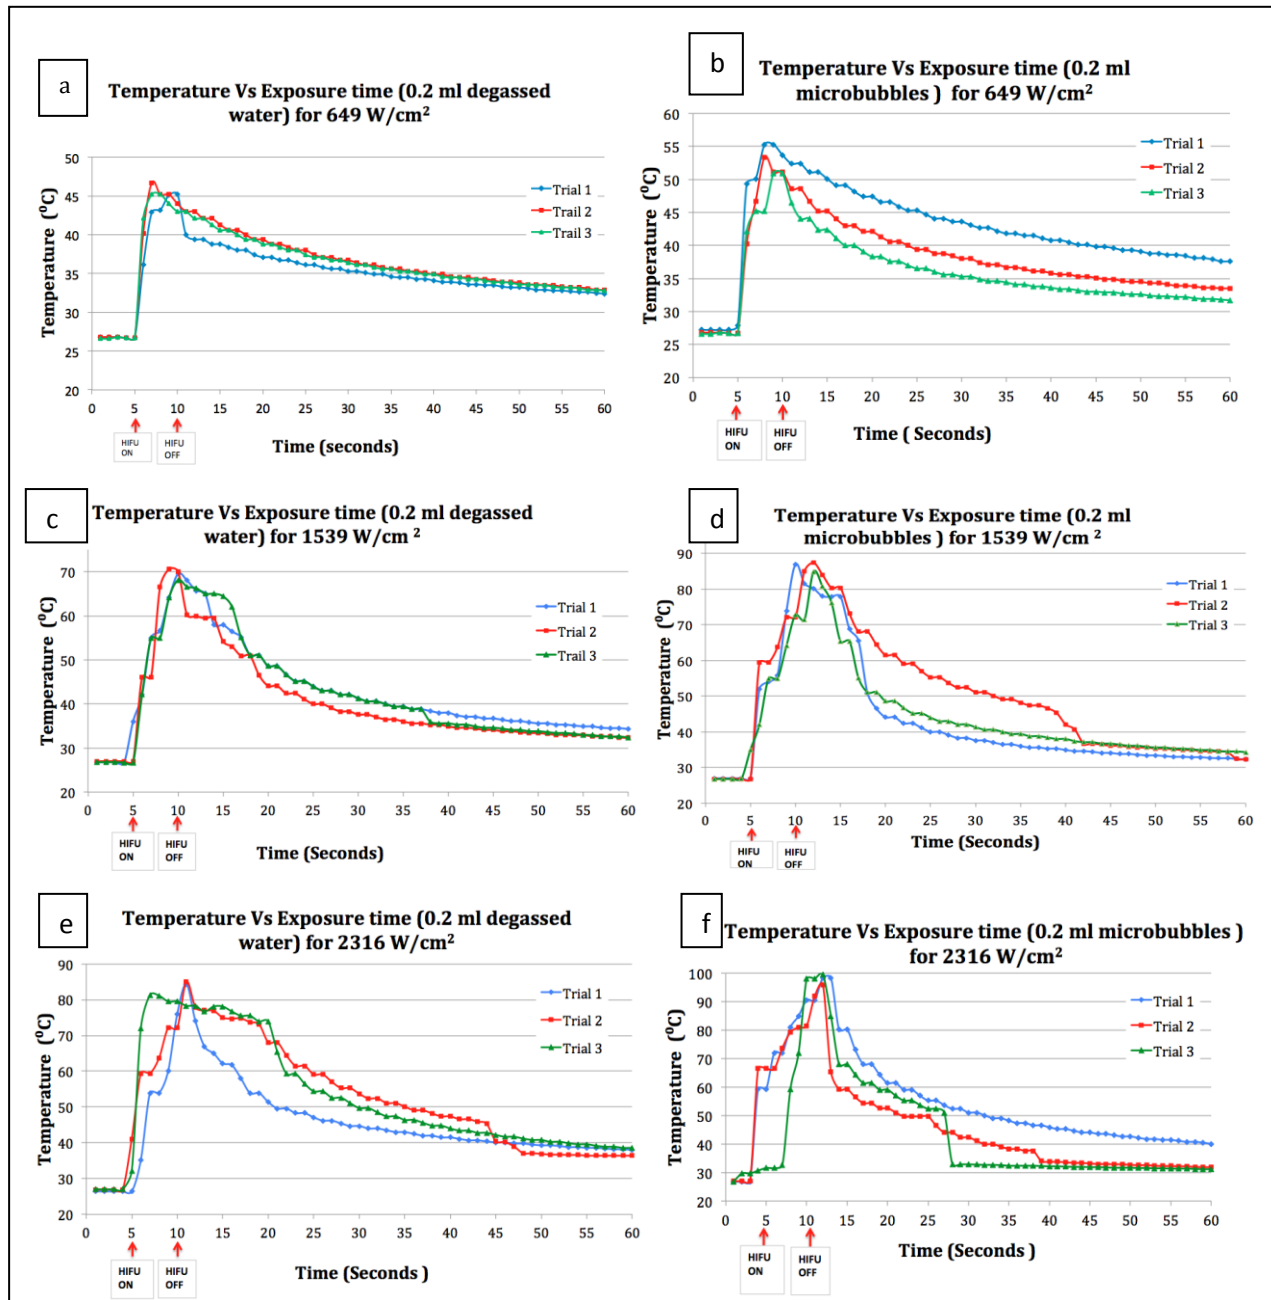 a
Temperature Vs Exposure time (0.2 ml degassed
water) for 649 W/cm²
Temperature (⁰C)
50
45
40
35
30
25
20
Trial 1
Trail 2
Trail 3
0 5 10 15 20 25 30 35 40 45 50 55 60
HIFU
ON
HIFU
OFF
Time (seconds)
b
Temperature Vs Exposure time (0.2 ml
microbubbles ) for 649 W/cm²
Temperature (⁰C)
60
55
50
45
40
35
30
25
20
Trial 1
Trial 2
Trial 3
0 5 10 15 20 25 30 35 40 45 50 55 60
HIFU
ON
HIFU
OFF
Time ( Seconds)
c
Temperature Vs Exposure time (0.2 ml degassed
water) for 1539 W/cm ²
Temperature (⁰C)
70
60
50
40
30
20
Trial 1
Trial 2
Trail 3
0 5 10 15 20 25 30 35 40 45 50 55 60
HIFU
ON
HIFU
OFF
Time (Seconds)
d
Temperature Vs Exposure time (0.2 ml
microbubbles ) for 1539 W/cm ²
Temperature (⁰C)
90
80
70
60
50
40
30
20
Trial 1
Trial 2
Trial 3
0 5 10 15 20 25 30 35 40 45 50 55 60
HIFU
ON
HIFU
OFF
Time (Seconds)
e
Temperature Vs Exposure time (0.2 ml degassed
water) for 2316 W/cm²
Temperature (⁰C)
90
80
70
60
50
40
30
20
Trial 1
Trial 2
Trial 3
0 5 10 15 20 25 30 35 40 45 50 55 60
HIFU
ON
HIFU
OFF
Time (Seconds )
f
Temperature Vs Exposure time (0.2 ml microbubbles )
for 2316 W/cm²
Temperature (⁰C)
100
90
80
70
60
50
40
30
20
Trial 1
Trial 2
Trial 3
0 5 10 15 20 25 30 35 40 45 50 55 60
HIFU
ON
HIFU
OFF
Time (Seconds )